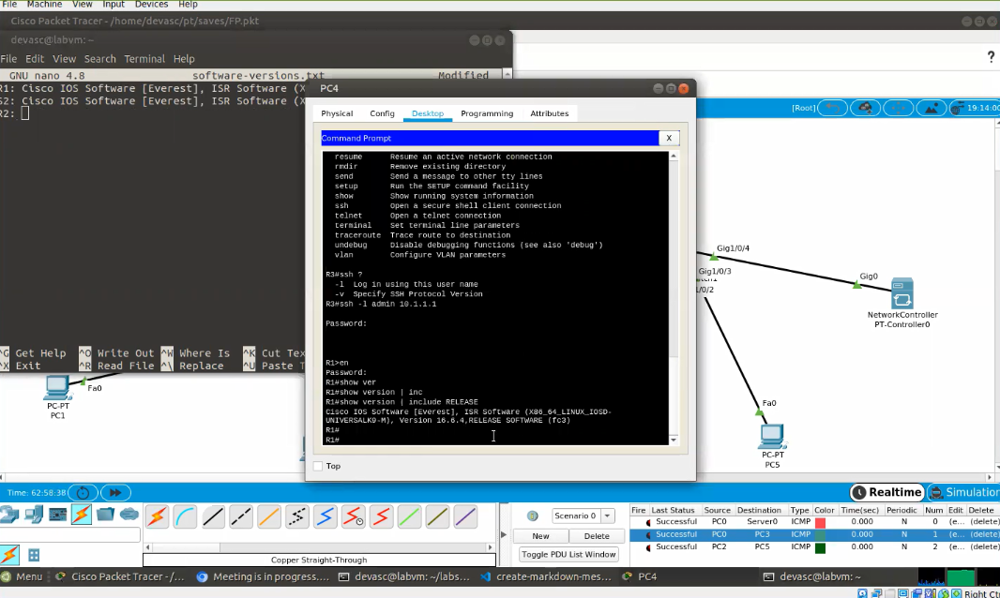 File Machine View Input Devices Help
Cisco Packet Tracer - /home/devasc/pt/saves/FP.pkt
devasc@labvm: ~
File Edit View Search Terminal Help
GNU nano 4.8 software-versions.txt Modified
R1: Cisco IOS Software [Everest], ISR Software (X
S2: Cisco IOS Software [Everest], ISR Software (X
R2:
^G Get Help ^O Write Out ^W Where Is ^K Cut Tex
^X Exit ^R Read File ^\ Replace ^U Paste T
PC4
Physical Config Desktop Programming Attributes
Command Prompt X
resume Resume an active network connection
rmdir Remove existing directory
send Send a message to other tty lines
setup Run the SETUP command facility
show Show running system information
ssh Open a secure shell client connection
telnet Open a telnet connection
terminal Set terminal line parameters
traceroute Trace route to destination
undebug Disable debugging functions (see also 'debug')
vlan Configure VLAN parameters
R3#ssh ?
-l Log in using this user name
-v Specify SSH Protocol Version
R3#ssh -l admin 10.1.1.1
Password:
R1>en
Password:
R1#show ver
R1#show version | inc
R1#show version | include RELEASE
Cisco IOS Software [Everest], ISR Software (X86_64_LINUX_IOSD-
UNIVERSALK9-M), Version 16.6.4,RELEASE SOFTWARE (fc3)
R1#
R1#
Top
?
[Root] 19:14:00
Gig1/0/4
Gig1/0/3
1/0/2
Gig0
NetworkController
PT-Controller0
Fa0
PC-PT
PC5
Fa0
PC-PT
PC1
Time: 62:58:38
Realtime Simulation
Copper Straight-Through
Scenario 0
New Delete
Toggle PDU List Window
Fire Last Status Source Destination Type Color Time(sec) Periodic Num Edit Delete
Successful PC0 Server0 ICMP 0.000 N 0 (e... (delete)
Successful PC0 PC3 ICMP 0.000 N 1 (e... (delete)
Successful PC2 PC5 ICMP 0.000 N 2 (e... (delete)
Menu Cisco Packet Tracer - /... Meeting is in progress.... devasc@labvm: ~/labs... create-markdown-mes... PC4 devasc@labvm: ~
Right Ctrl